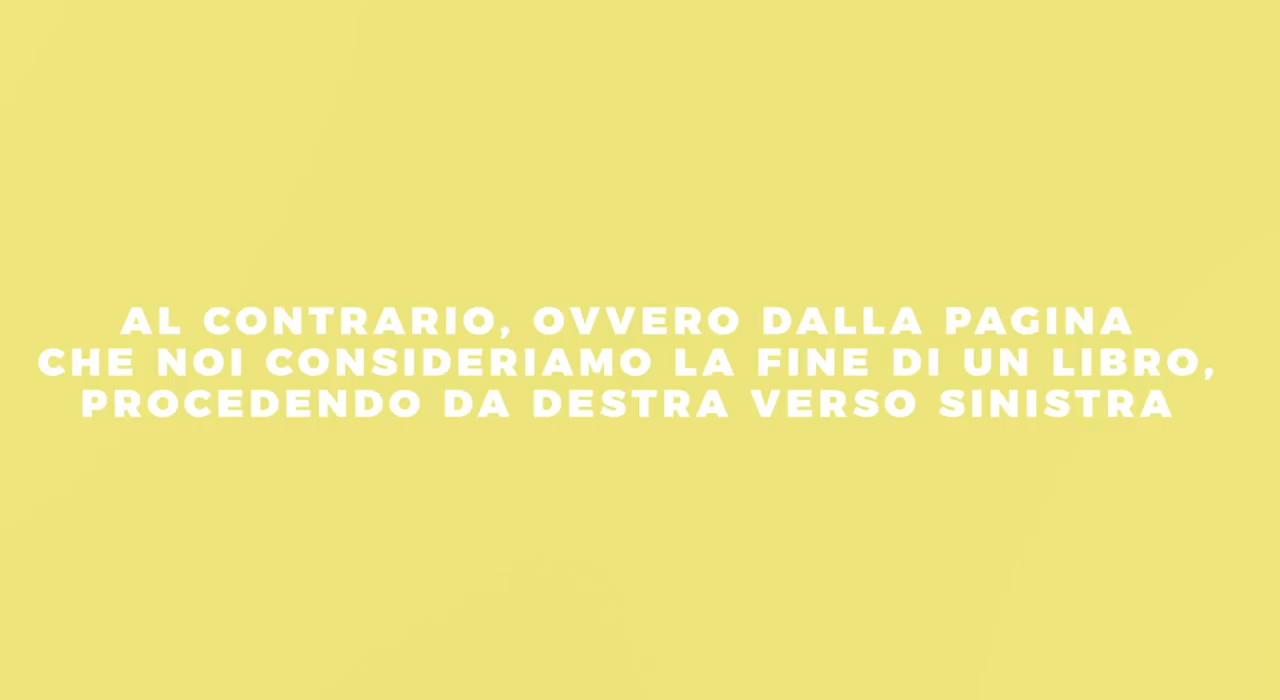 AL CONTRARIO, OVVERO DALLA PAGINA
CHE NOI CONSIDERIAMO LA FINE DI UN LIBRO,
PROCEDENDO DA DESTRA VERSO SINISTRA